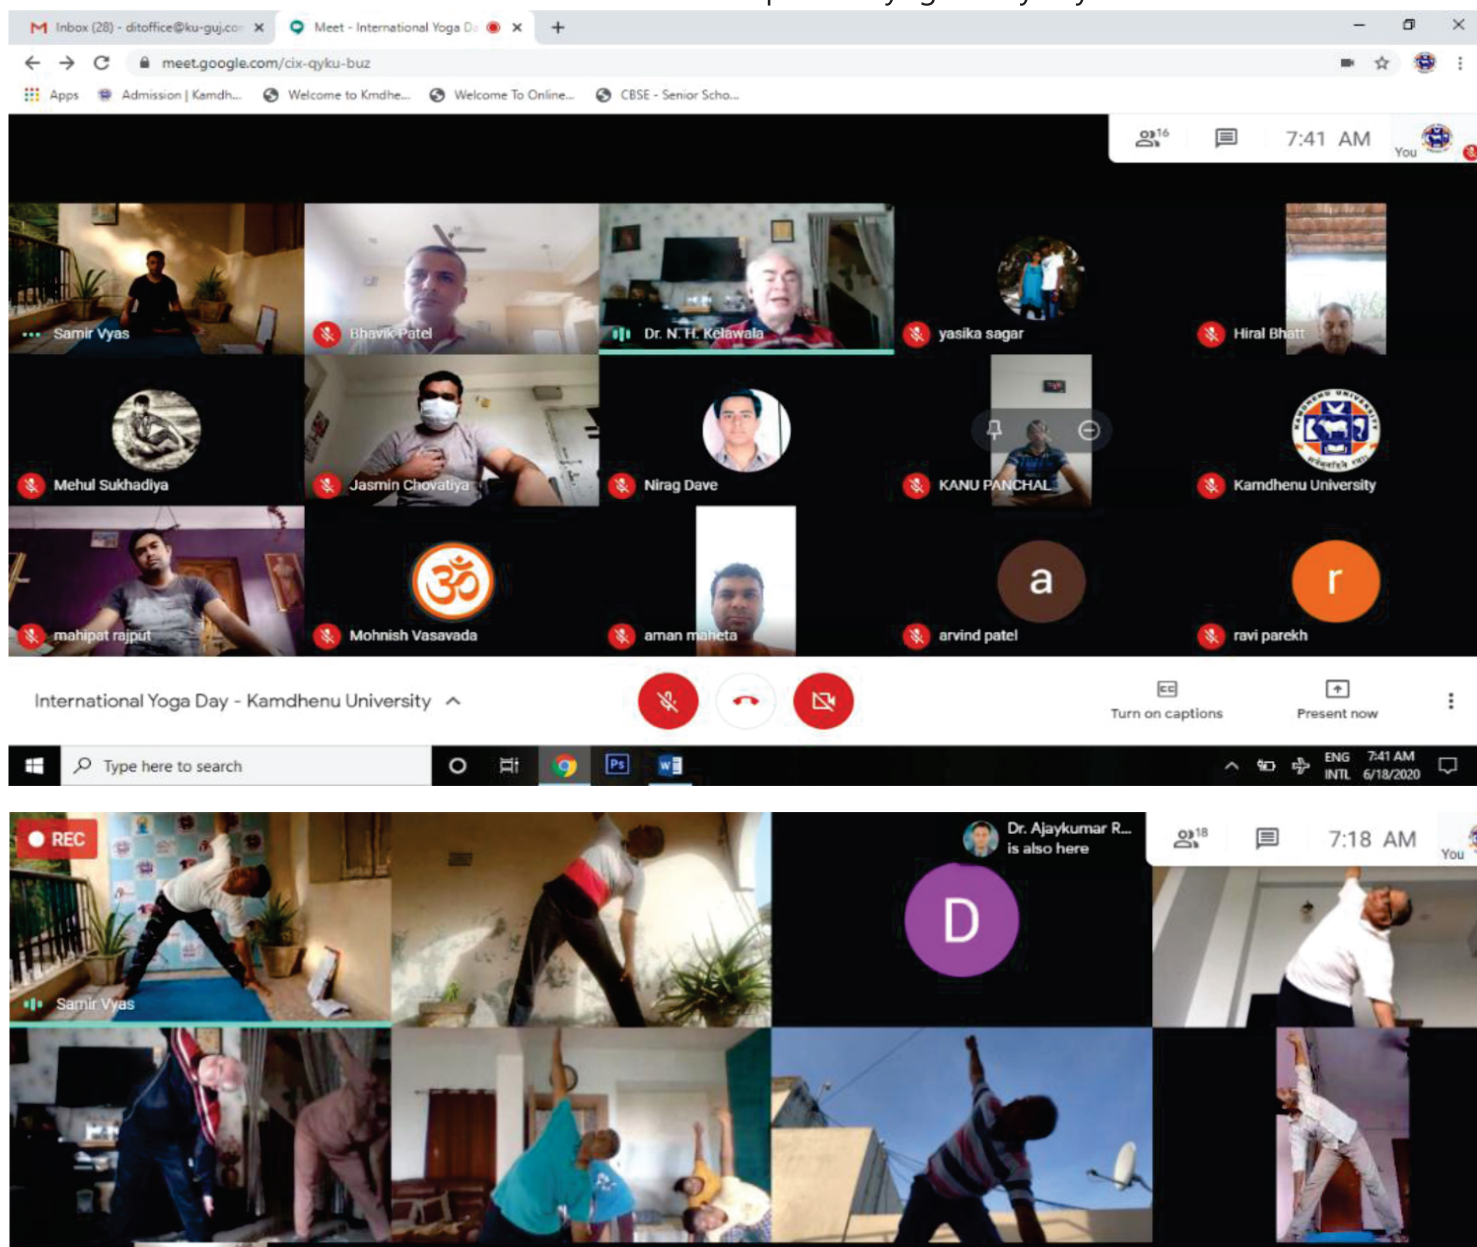 Inbox (28) - ditoffice@ku-guj.co
Meet - International Yoga D
meet.google.com/cix-qyku-buz
Apps
Admission | Kamdh...
Welcome to Kmdhe...
Welcome To Online...
CBSE - Senior Scho...
16
7:41 AM
You
Samir Vyas
Bhavik Patel
Dr. N. H. Kelawala
yasika sagar
Hiral Bhatt
Mehul Sukhadiya
Jasmin Chovatiya
Nirag Dave
KANU PANCHAL
KAMDHENU UNIVERSITY
Kamdhenu University
mahipat rajput
ॐ
Mohnish Vasavada
aman maheta
a
arvind patel
r
ravi parekh
International Yoga Day - Kamdhenu University
CC
Turn on captions
Present now
Type here to search
Ps
W
ENG
INTL
7:41 AM
6/18/2020
REC
Samir Vyas
Dr. Ajaykumar R...
is also here
D
18
7:18 AM
You